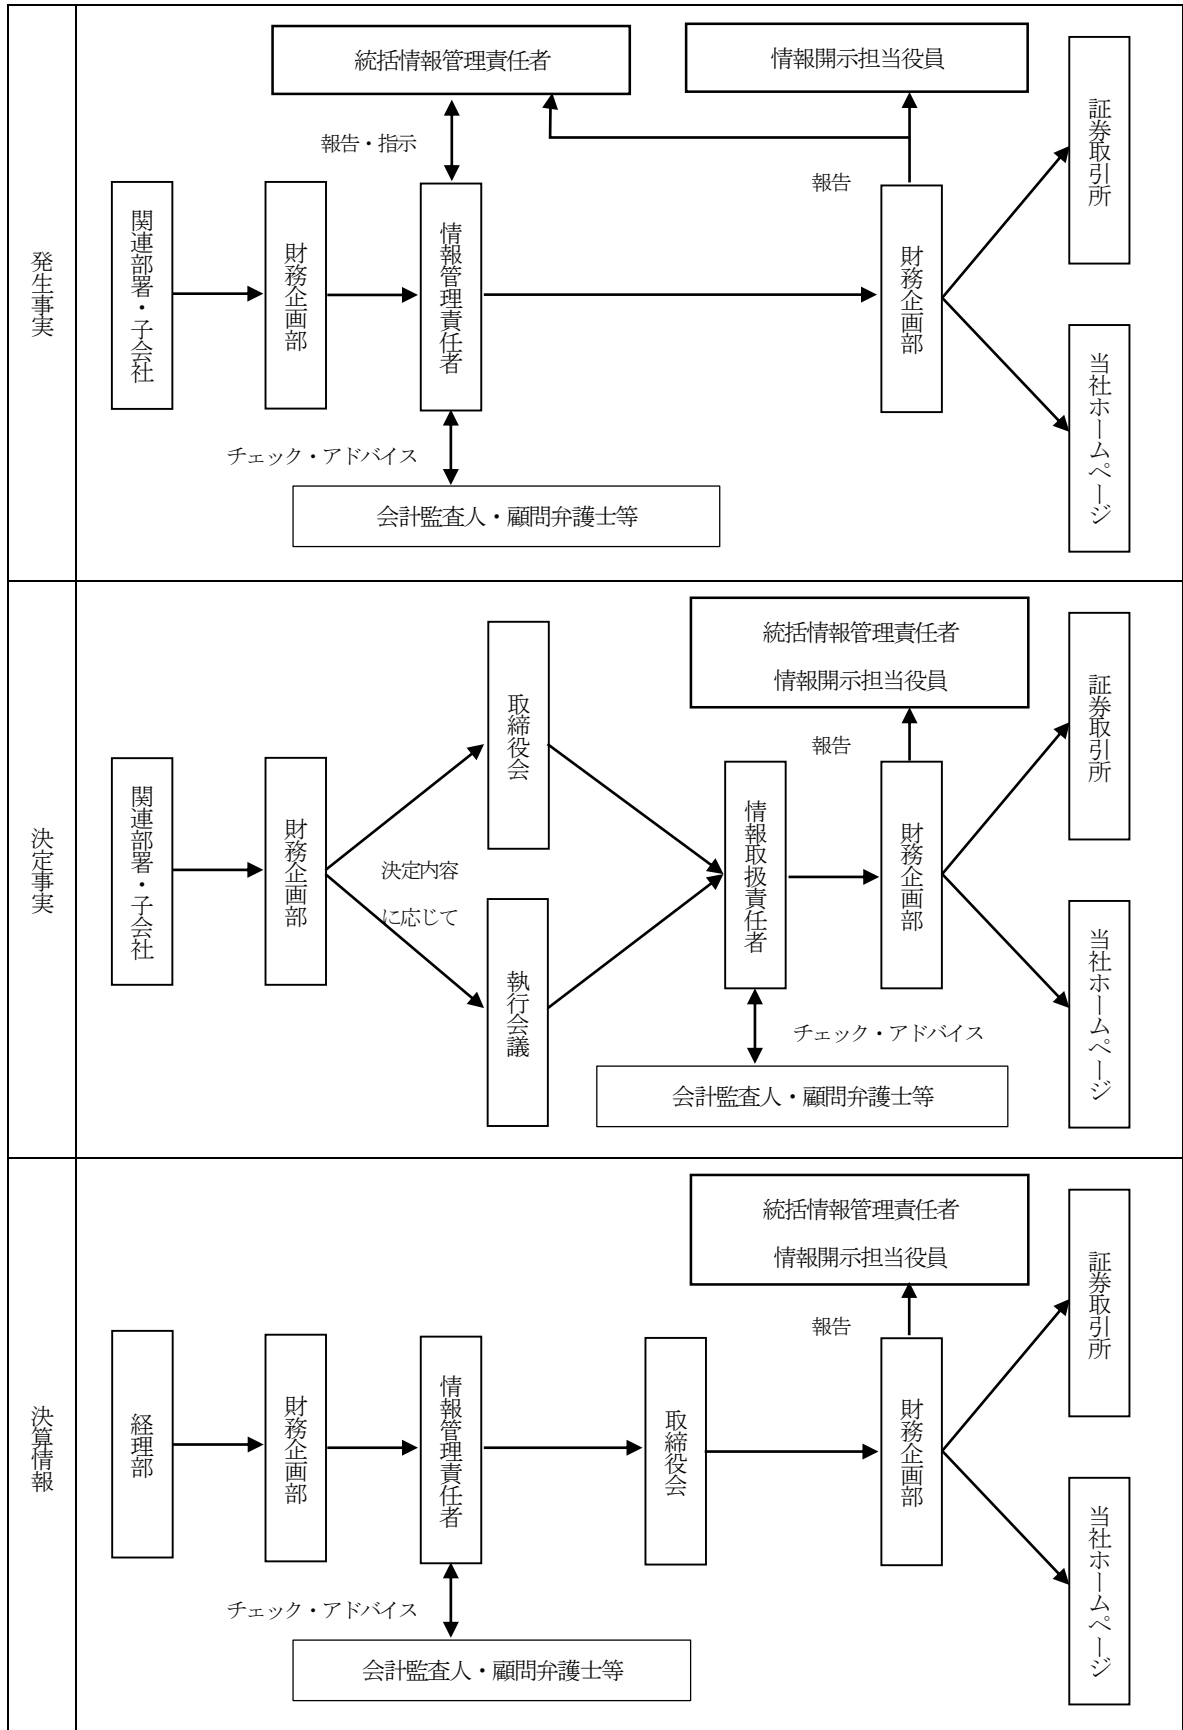 発生事実
統括情報管理責任者
情報開示担当役員
報告・指示
報告
関連部署・子会社
財務企画部
情報管理責任者
財務企画部
証券取引所
当社ホームページ
チェック・アドバイス
会計監査人・顧問弁護士等
決定事実
統括情報管理責任者
情報開示担当役員
報告
関連部署・子会社
財務企画部
取締役会
決定内容
に応じて
執行会議
情報取扱責任者
財務企画部
証券取引所
当社ホームページ
チェック・アドバイス
会計監査人・顧問弁護士等
決算情報
統括情報管理責任者
情報開示担当役員
報告
経理部
財務企画部
情報管理責任者
取締役会
財務企画部
証券取引所
当社ホームページ
チェック・アドバイス
会計監査人・顧問弁護士等